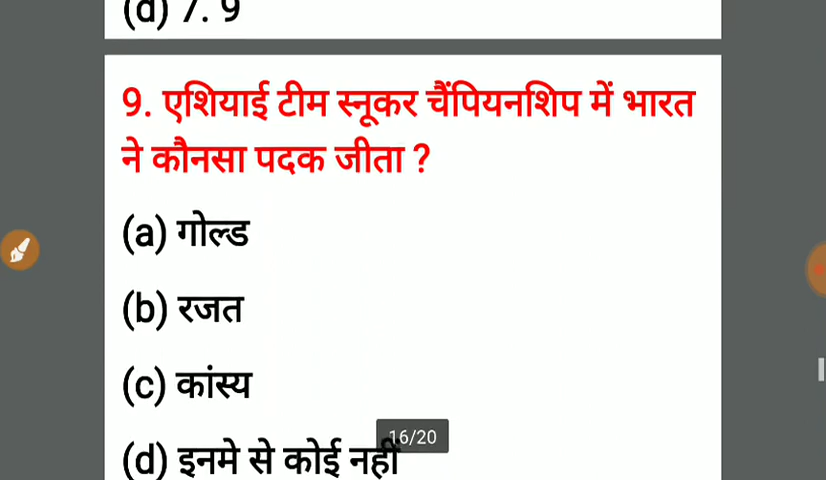 (d) 7. 9
9. एशियाई टीम स्नूकर चैंपियनशिप में भारत
ने कौनसा पदक जीता ?
(a) गोल्ड
(b) रजत
(c) कांस्य
(d) इनमे से कोई नहीं
16/20